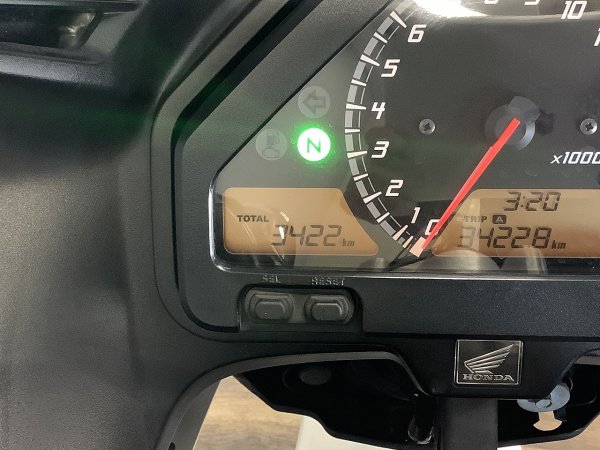 6
8
10
5
4
3
2
1
0
N
x1000
3:20
TOTAL
3422 km
TRIP A
34228 km
SEL RESET
HONDA